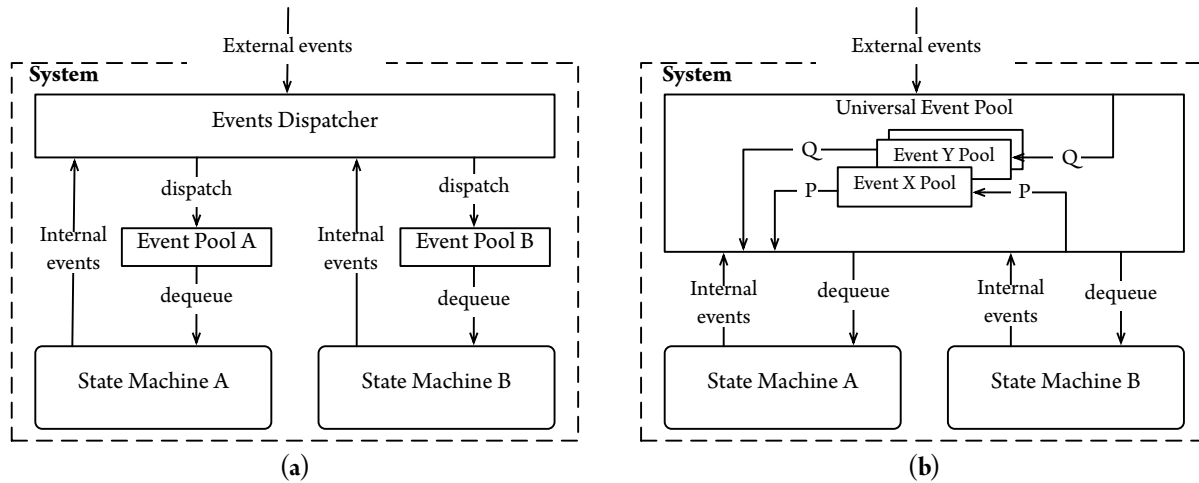 External events
System
Events Dispatcher
dispatch
dispatch
Internal
events
Event Pool A
Internal
events
Event Pool B
dequeue
dequeue
State Machine A
State Machine B
(a)
External events
System
Universal Event Pool
Q
Event Y Pool
Q
P
Event X Pool
P
Internal
events
dequeue
Internal
events
dequeue
State Machine A
State Machine B
(b)